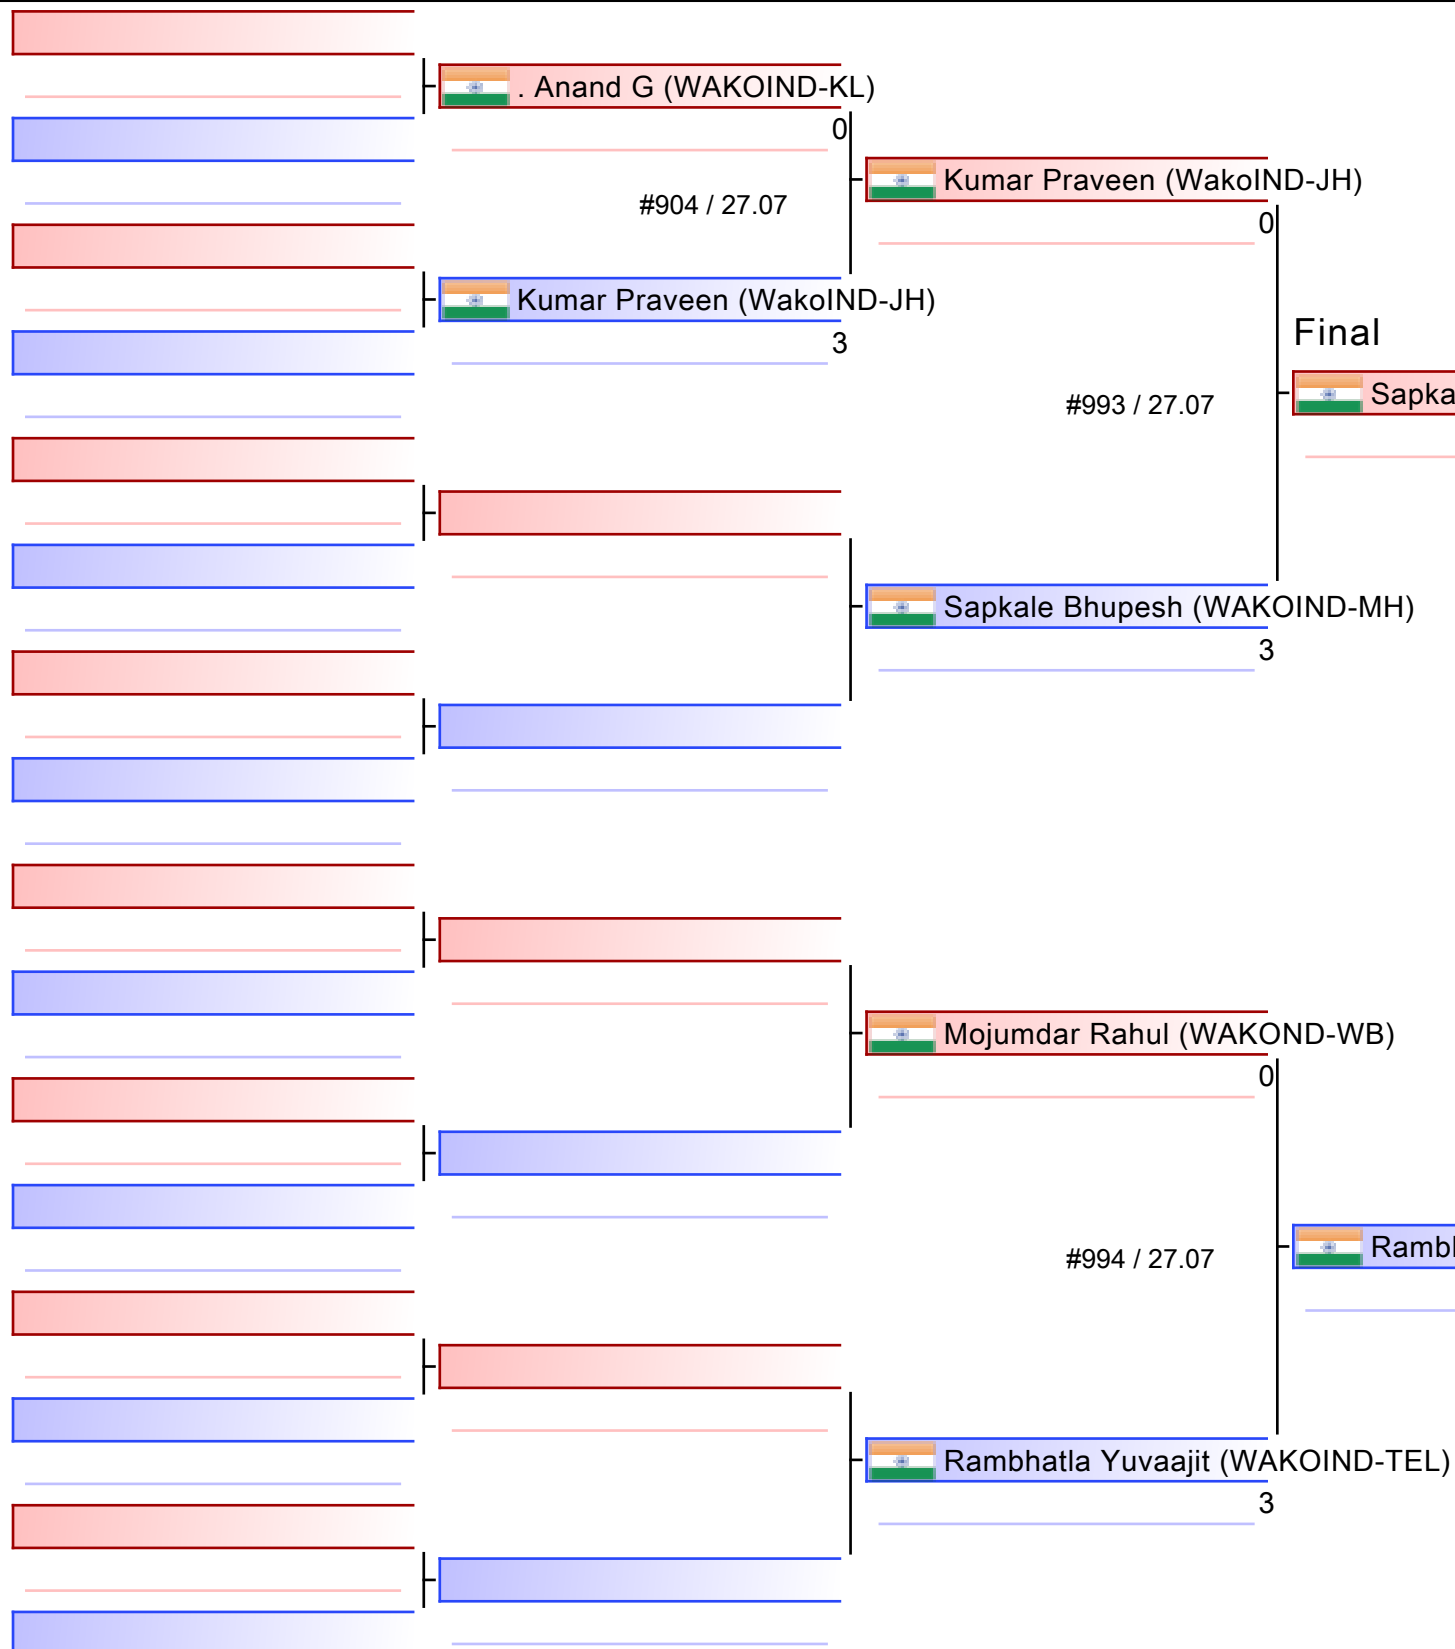 . Anand G (WAKOIND-KL)
0
#904 / 27.07
Kumar Praveen (WakoIND-JH)
3
Kumar Praveen (WakoIND-JH)
0
#993 / 27.07
Sapkale Bhupesh (WAKOIND-MH)
3
Mojumdar Rahul (WAKOND-WB)
0
#994 / 27.07
Rambhatla Yuvaajit (WAKOIND-TEL)
3
Final
Sapka